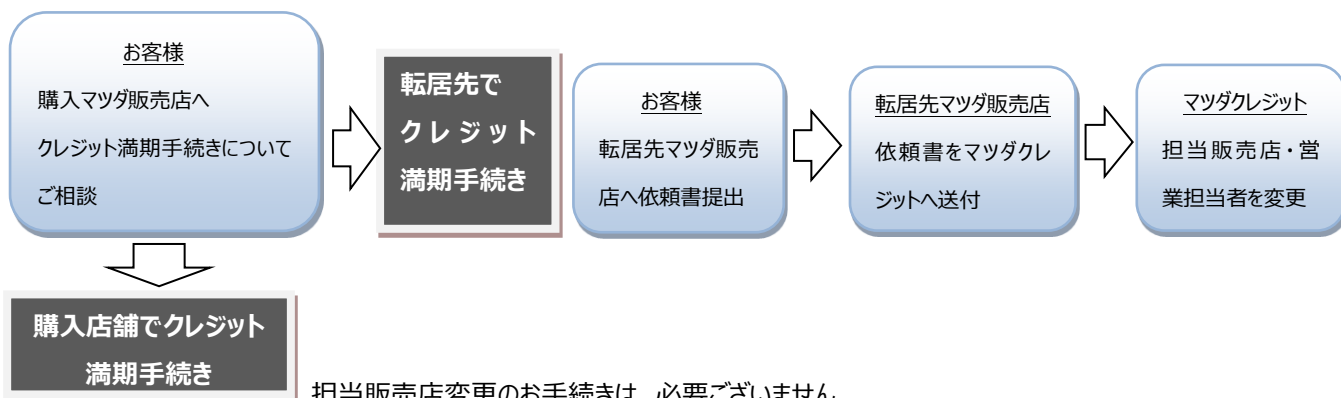 お客様
購入マツダ販売店へ
クレジット満期手続きについて
ご相談
転居先で
クレジット
満期手続き
お客様
転居先マツダ販売
店へ依頼書提出
転居先マツダ販売店
依頼書をマツダクレ
ジットへ送付
マツダクレジット
担当販売店・営
業担当者を変更
購入店舗でクレジット
満期手続き
担当販売店変更のお手続きは、必要ございません